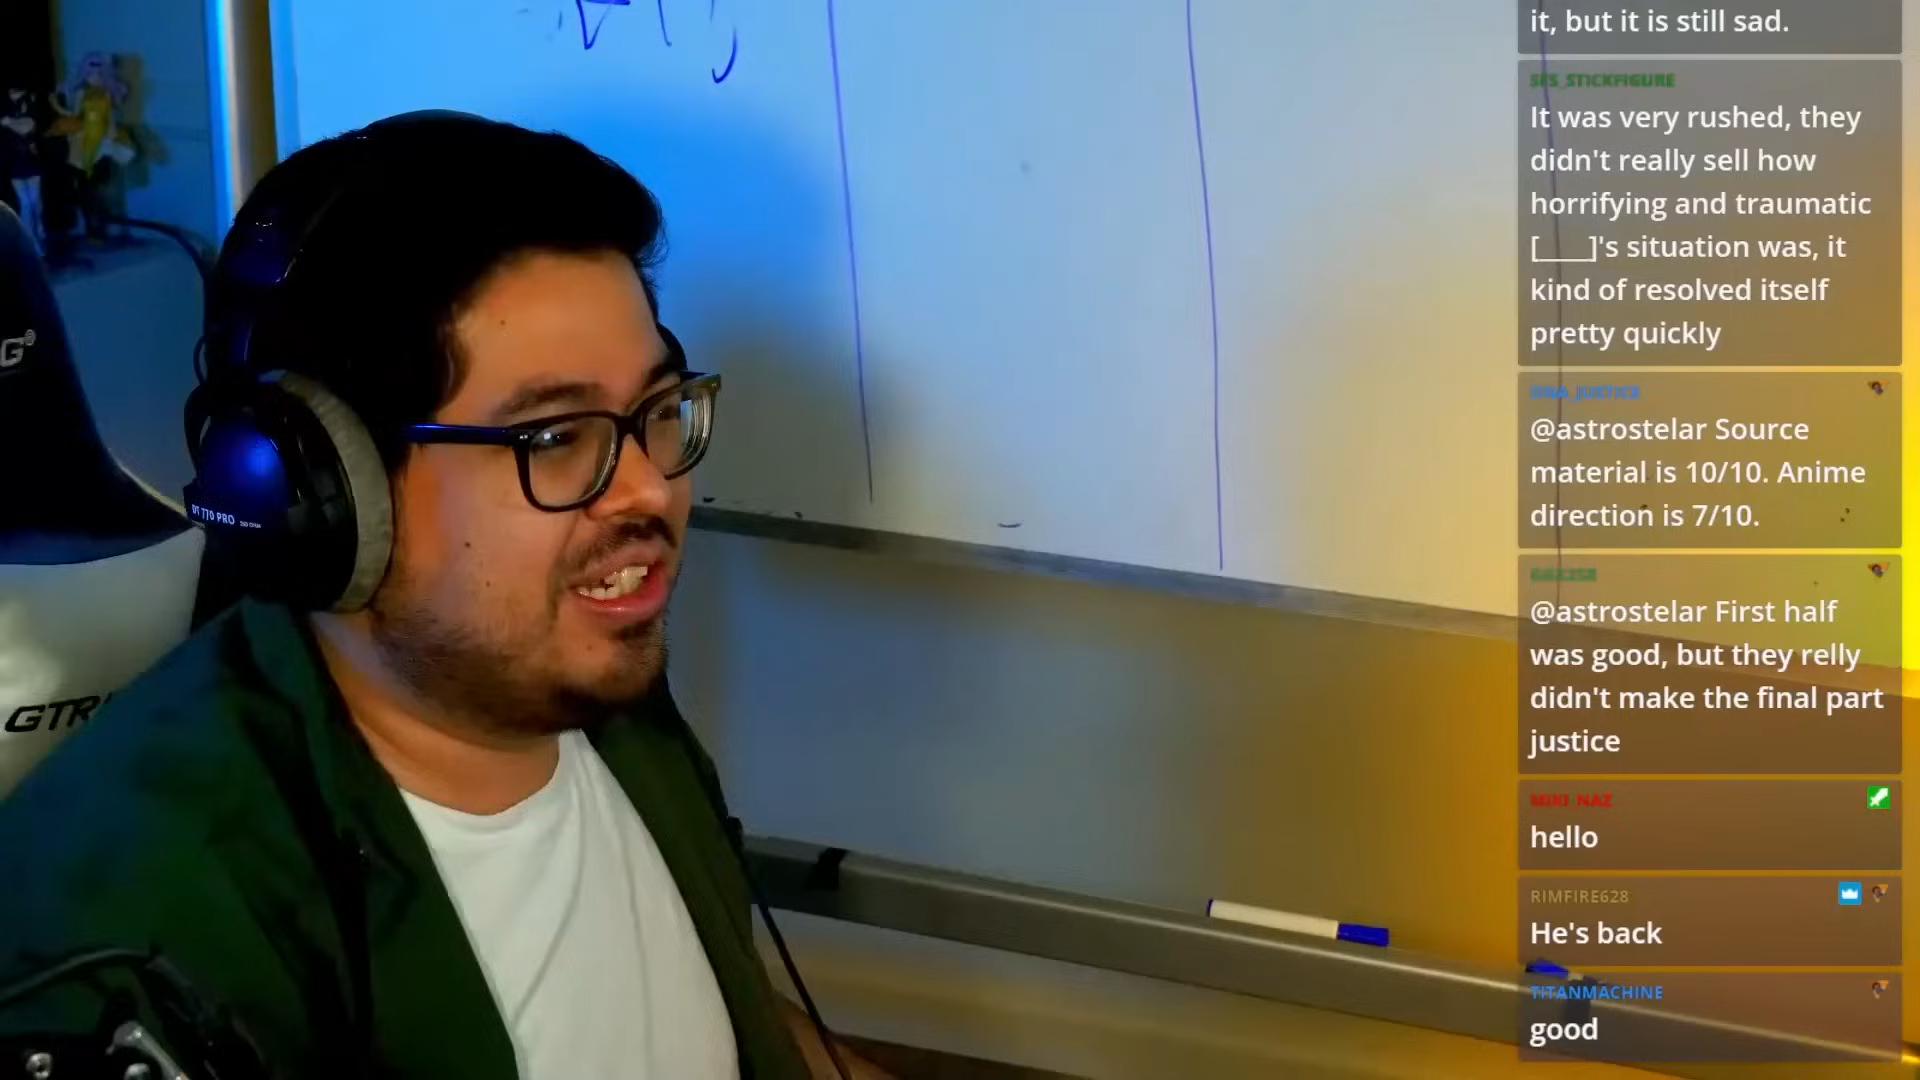 it, but it is still sad.
SFS_STICKFIGURE
It was very rushed, they
didn't really sell how
horrifying and traumatic
[____]'s situation was, it
kind of resolved itself
pretty quickly
@astrostelar Source
material is 10/10. Anime
direction is 7/10.
@astrostelar First half
was good, but they relly
didn't make the final part
justice
MIKI_NAZ
hello
RIMFIRE628
He's back
TITANMACHINE
good
G®
DT 770 PRO
GTR